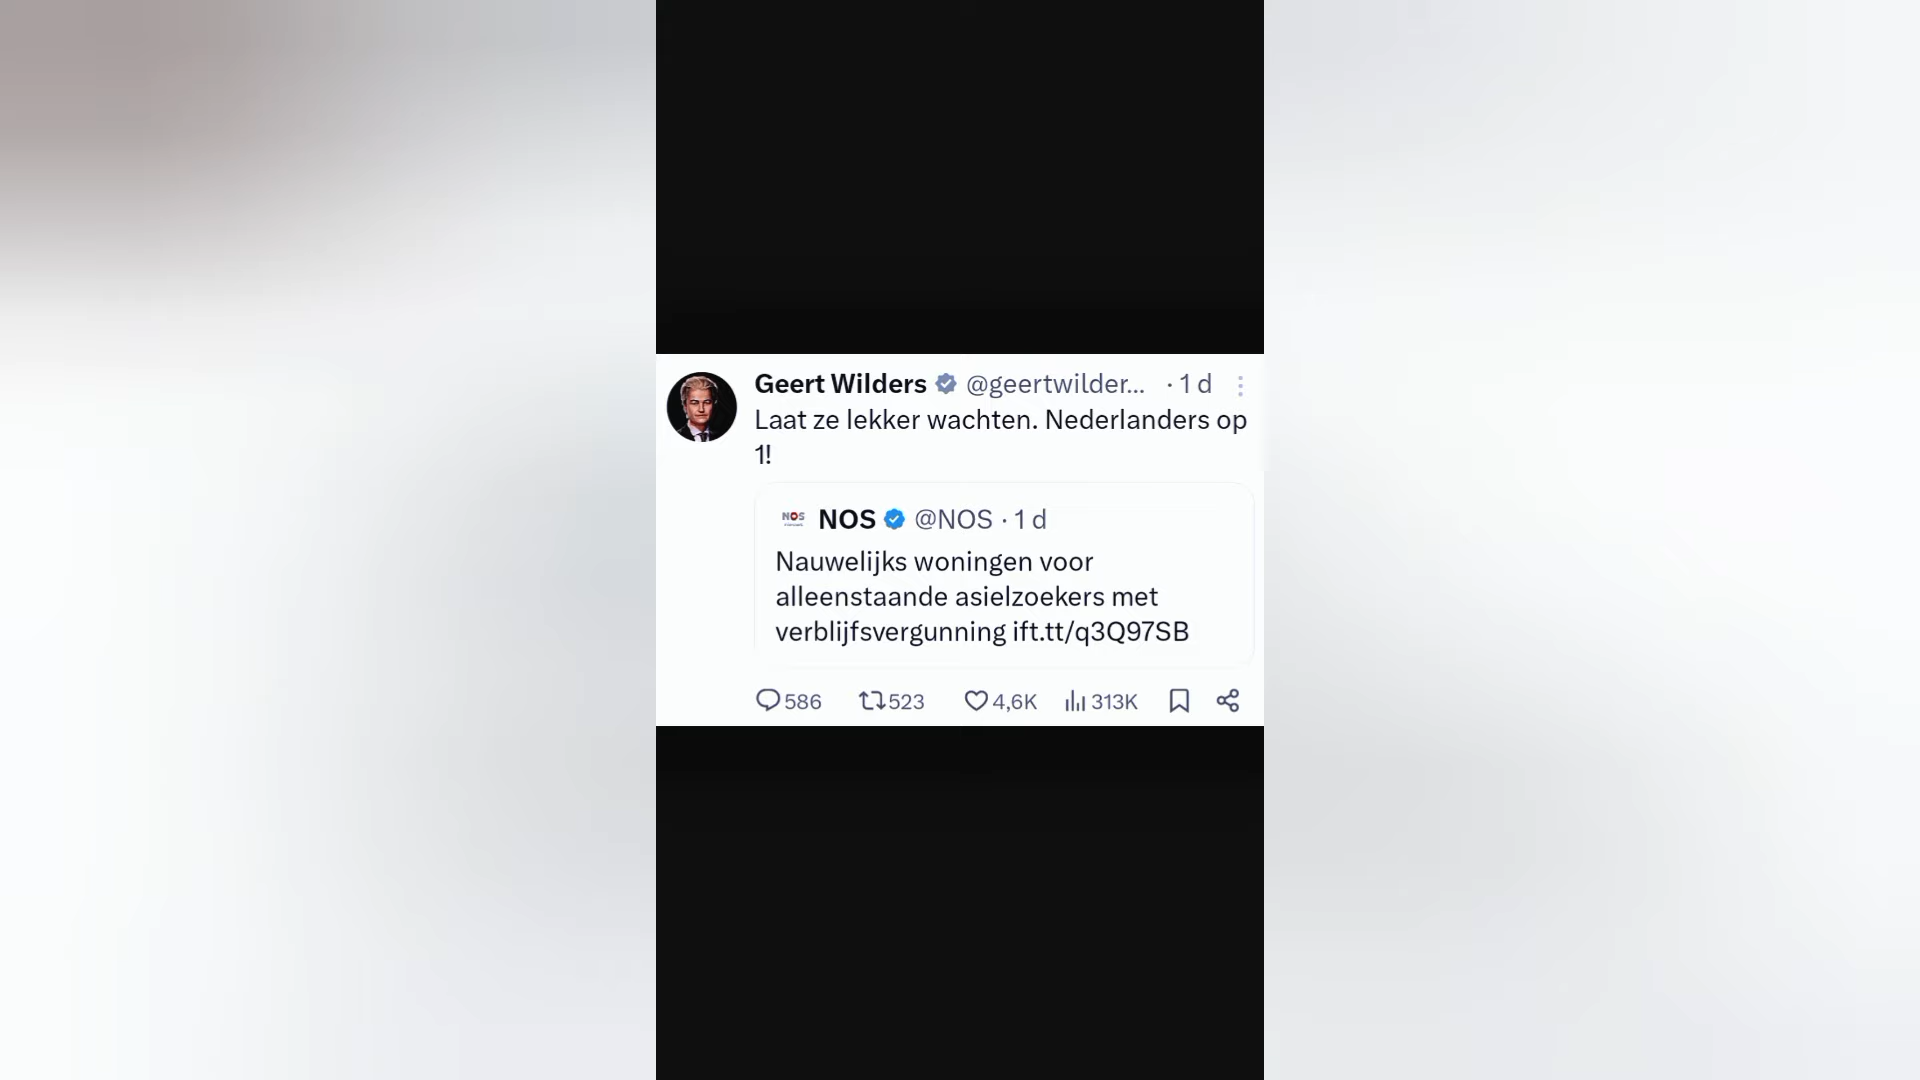 Geert Wilders @geertwilder... · 1 d
Laat ze lekker wachten. Nederlanders op
1!
NOS NOS @NOS · 1 d
Nauwelijks woningen voor
alleenstaande asielzoekers met
verblijfsvergunning ift.tt/q3Q97SB
586 523 4,6K 313K